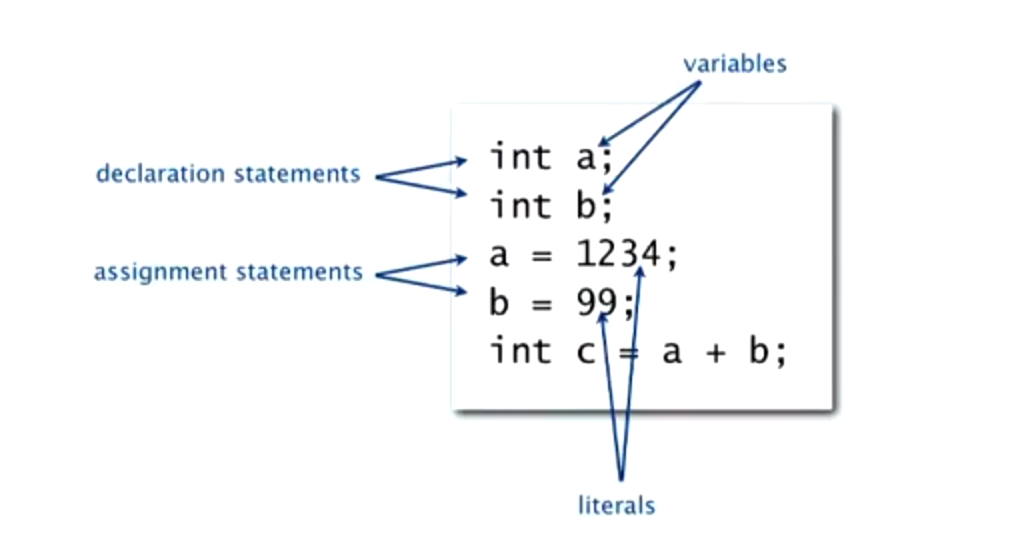 variables
declaration statements
int a;
int b;
assignment statements
a = 1234;
b = 99;
int c = a + b;
literals